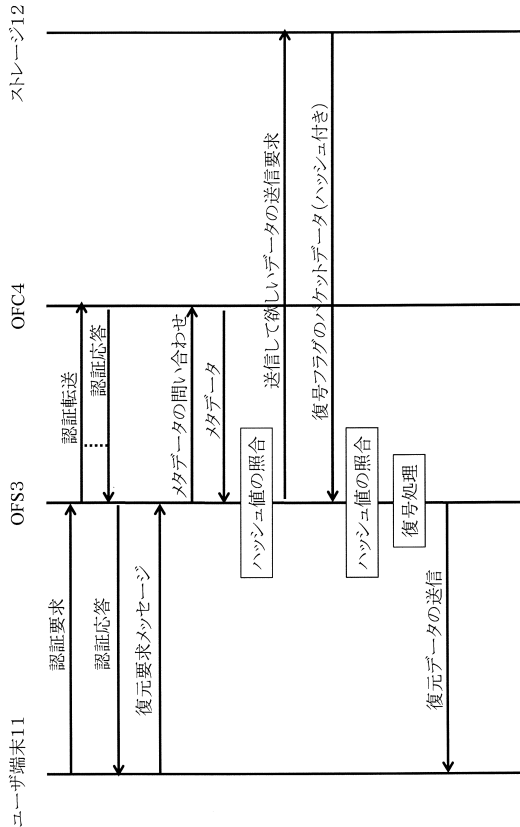 ユーザ端末11
OFS3
OFC4
ストレージ12
認証要求
認証転送
認証応答
認証応答
復元要求メッセージ
メタデータの問い合わせ
メタデータ
ハッシュ値の照合
送信して欲しいデータの送信要求
復号フラグのパケットデータ(ハッシュ付き)
ハッシュ値の照合
復号処理
復元データの送信